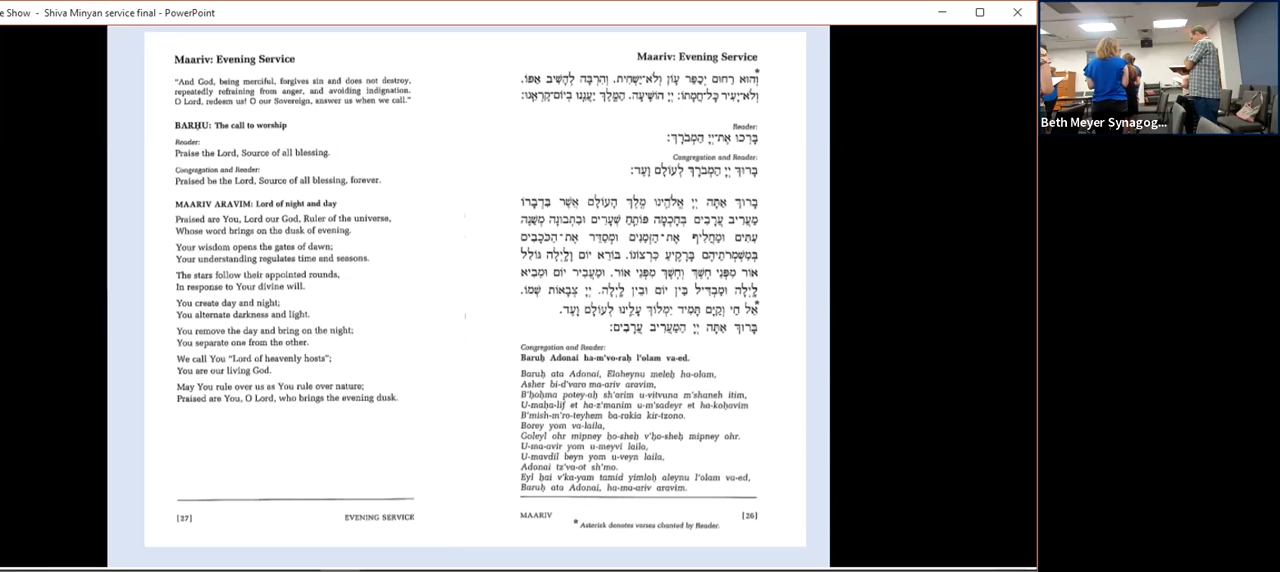 e Show - Shiva Minyan service final - PowerPoint
Beth Meyer Synagog...
Maariv: Evening Service
"And God, being merciful, forgives sin and does not destroy,
repeatedly refraining from anger, and avoiding indignation.
O Lord, redeem us! O our Sovereign, answer us when we call."
BARḤU: The call to worship
Reader:
Praise the Lord, Source of all blessing.
Congregation and Reader:
Praised be the Lord, Source of all blessing, forever.
MAARIV ARAVIM: Lord of night and day
Praised are You, Lord our God, Ruler of the universe,
Whose word brings on the dusk of evening.
Your wisdom opens the gates of dawn;
Your understanding regulates time and seasons.
The stars follow their appointed rounds,
In response to Your divine will.
You create day and night;
You alternate darkness and light.
You remove the day and bring on the night;
You separate one from the other.
We call You "Lord of heavenly hosts";
You are our living God.
May You rule over us as You rule over nature;
Praised are You, O Lord, who brings the evening dusk.
[27] EVENING SERVICE
Maariv: Evening Service
*וְהוּא רַחוּם יְכַפֵּר עָוֹן וְלֹא־יַשְׁחִית. וְהִרְבָּה לְהָשִׁיב אַפּוֹ.
וְלֹא־יָעִיר כָּל־חֲמָתוֹ: יְיָ הוֹשִׁיעָה. הַמֶּלֶךְ יַעֲנֵנוּ בְיוֹם־קָרְאֵנוּ:
Reader:
בָּרְכוּ אֶת־יְיָ הַמְבֹרָךְ:
Congregation and Reader:
בָּרוּךְ יְיָ הַמְבֹרָךְ לְעוֹלָם וָעֶד:
בָּרוּךְ אַתָּה יְיָ אֱלֹהֵינוּ מֶלֶךְ הָעוֹלָם אֲשֶׁר בִּדְבָרוֹ
מַעֲרִיב עֲרָבִים בְּחָכְמָה פּוֹתֵחַ שְׁעָרִים וּבִתְבוּנָה מְשַׁנֶּה
עִתִּים וּמַחֲלִיף אֶת־הַזְּמַנִּים וּמְסַדֵּר אֶת־הַכּוֹכָבִים
בְּמִשְׁמְרֹתֵיהֶם בָּרָקִיעַ כִּרְצוֹנוֹ. בּוֹרֵא יוֹם וָלָיְלָה גּוֹלֵל
אוֹר מִפְּנֵי חֹשֶׁךְ וְחֹשֶׁךְ מִפְּנֵי אוֹר. וּמַעֲבִיר יוֹם וּמֵבִיא
לָיְלָה וּמַבְדִּיל בֵּין יוֹם וּבֵין לָיְלָה. יְיָ צְבָאוֹת שְׁמוֹ.
*אֵל חַי וְקַיָּם תָּמִיד יִמְלוֹךְ עָלֵינוּ לְעוֹלָם וָעֶד.
בָּרוּךְ אַתָּה יְיָ הַמַּעֲרִיב עֲרָבִים:
Congregation and Reader:
Baruḥ Adonai ha-m'vo-raḥ l'olam va-ed.
Baruḥ ata Adonai, Eloheynu meleḥ ha-olam,
Asher bi-d'varo ma-ariv aravim,
B'ḥoḥma potey-aḥ sh'arim u-vitvuna m'shaneh itim,
U-maḥa-lif et ha-z'manim u-m'sadeyr et ha-koḥavim
B'mish-m'ro-teyhem ba-rakia kir-tzono.
Borey yom va-laila,
Goleyl ohr mipney ḥo-sheḥ v'ḥo-sheḥ mipney ohr.
U-ma-avir yom u-meyvi laila,
U-mavdil beyn yom u-veyn laila,
Adonai tz'va-ot sh'mo.
Eyl ḥai v'ka-yam tamid yimloḥ aleynu l'olam va-ed,
Baruḥ ata Adonai, ha-ma-ariv aravim.
MAARIV [26]
* Asterick denotes verses chanted by Reader.